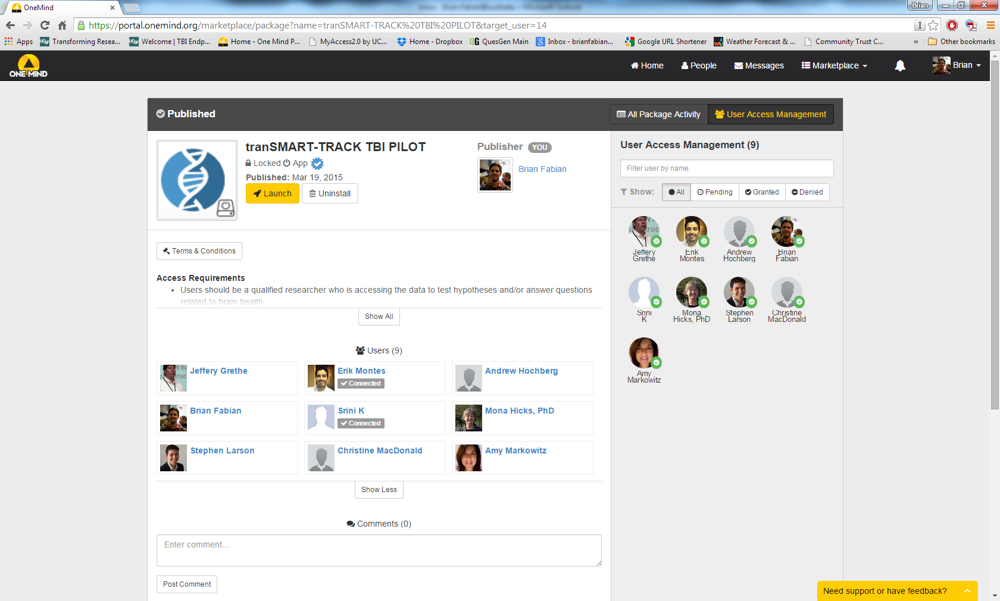 OneMind
Brian
https://portal.onemind.org/marketplace/package?name=tranSMART-TRACK%20TBI%20PILOT&target_user=14
Apps
Transforming Resea...
Welcome | TBI Endp...
Home - One Mind P...
MyAccess2.0 by UC...
Home - Dropbox
QuesGen Main
Inbox - brianfabian...
Google URL Shortener
Weather Forecast & ...
Community Trust C...
»
Other bookmarks
ONE MIND
Home
People
Messages
Marketplace
Brian
Published
All Package Activity
User Access Management
tranSMART-TRACK TBI PILOT
Locked App
Published: Mar 19, 2015
Launch
Uninstall
Publisher YOU
Brian Fabian
Terms & Conditions
Access Requirements
• Users should be a qualified researcher who is accessing the data to test hypotheses and/or answer questions
related to brain health.
Show All
Users (9)
Jeffery Grethe
Erik Montes
Connected
Andrew Hochberg
Brian Fabian
Srini K
Connected
Mona Hicks, PhD
Stephen Larson
Christine MacDonald
Amy Markowitz
Show Less
Comments (0)
Enter comment...
Post Comment
User Access Management (9)
Filter user by name
Show:
All
Pending
Granted
Denied
Jeffery
Grethe
Erik
Montes
Andrew
Hochberg
Brian
Fabian
Srini
K
Mona
Hicks, PhD
Stephen
Larson
Christine
MacDonald
Amy
Markowitz
Need support or have feedback?